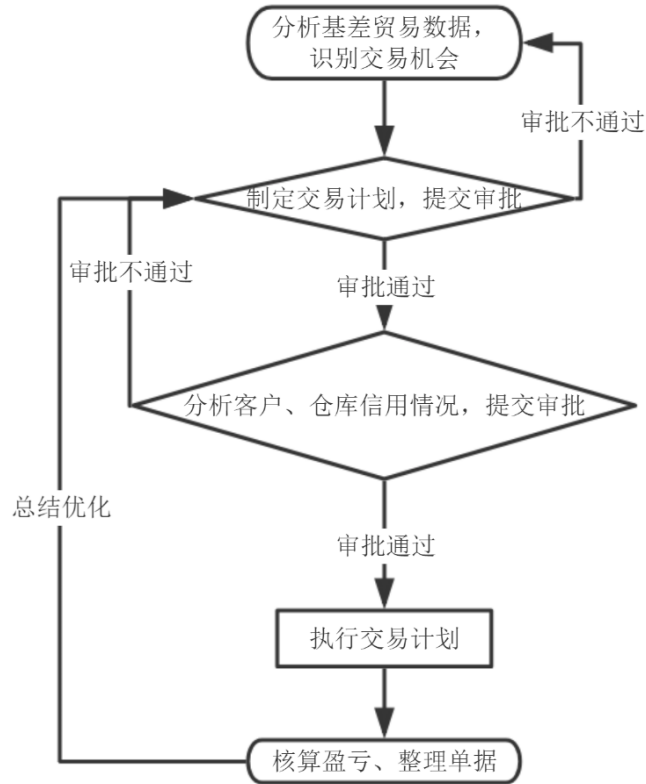 分析基差贸易数据，
识别交易机会
审批不通过
制定交易计划，提交审批
审批不通过
审批通过
分析客户、仓库信用情况，提交审批
总结优化
审批通过
执行交易计划
核算盈亏、整理单据